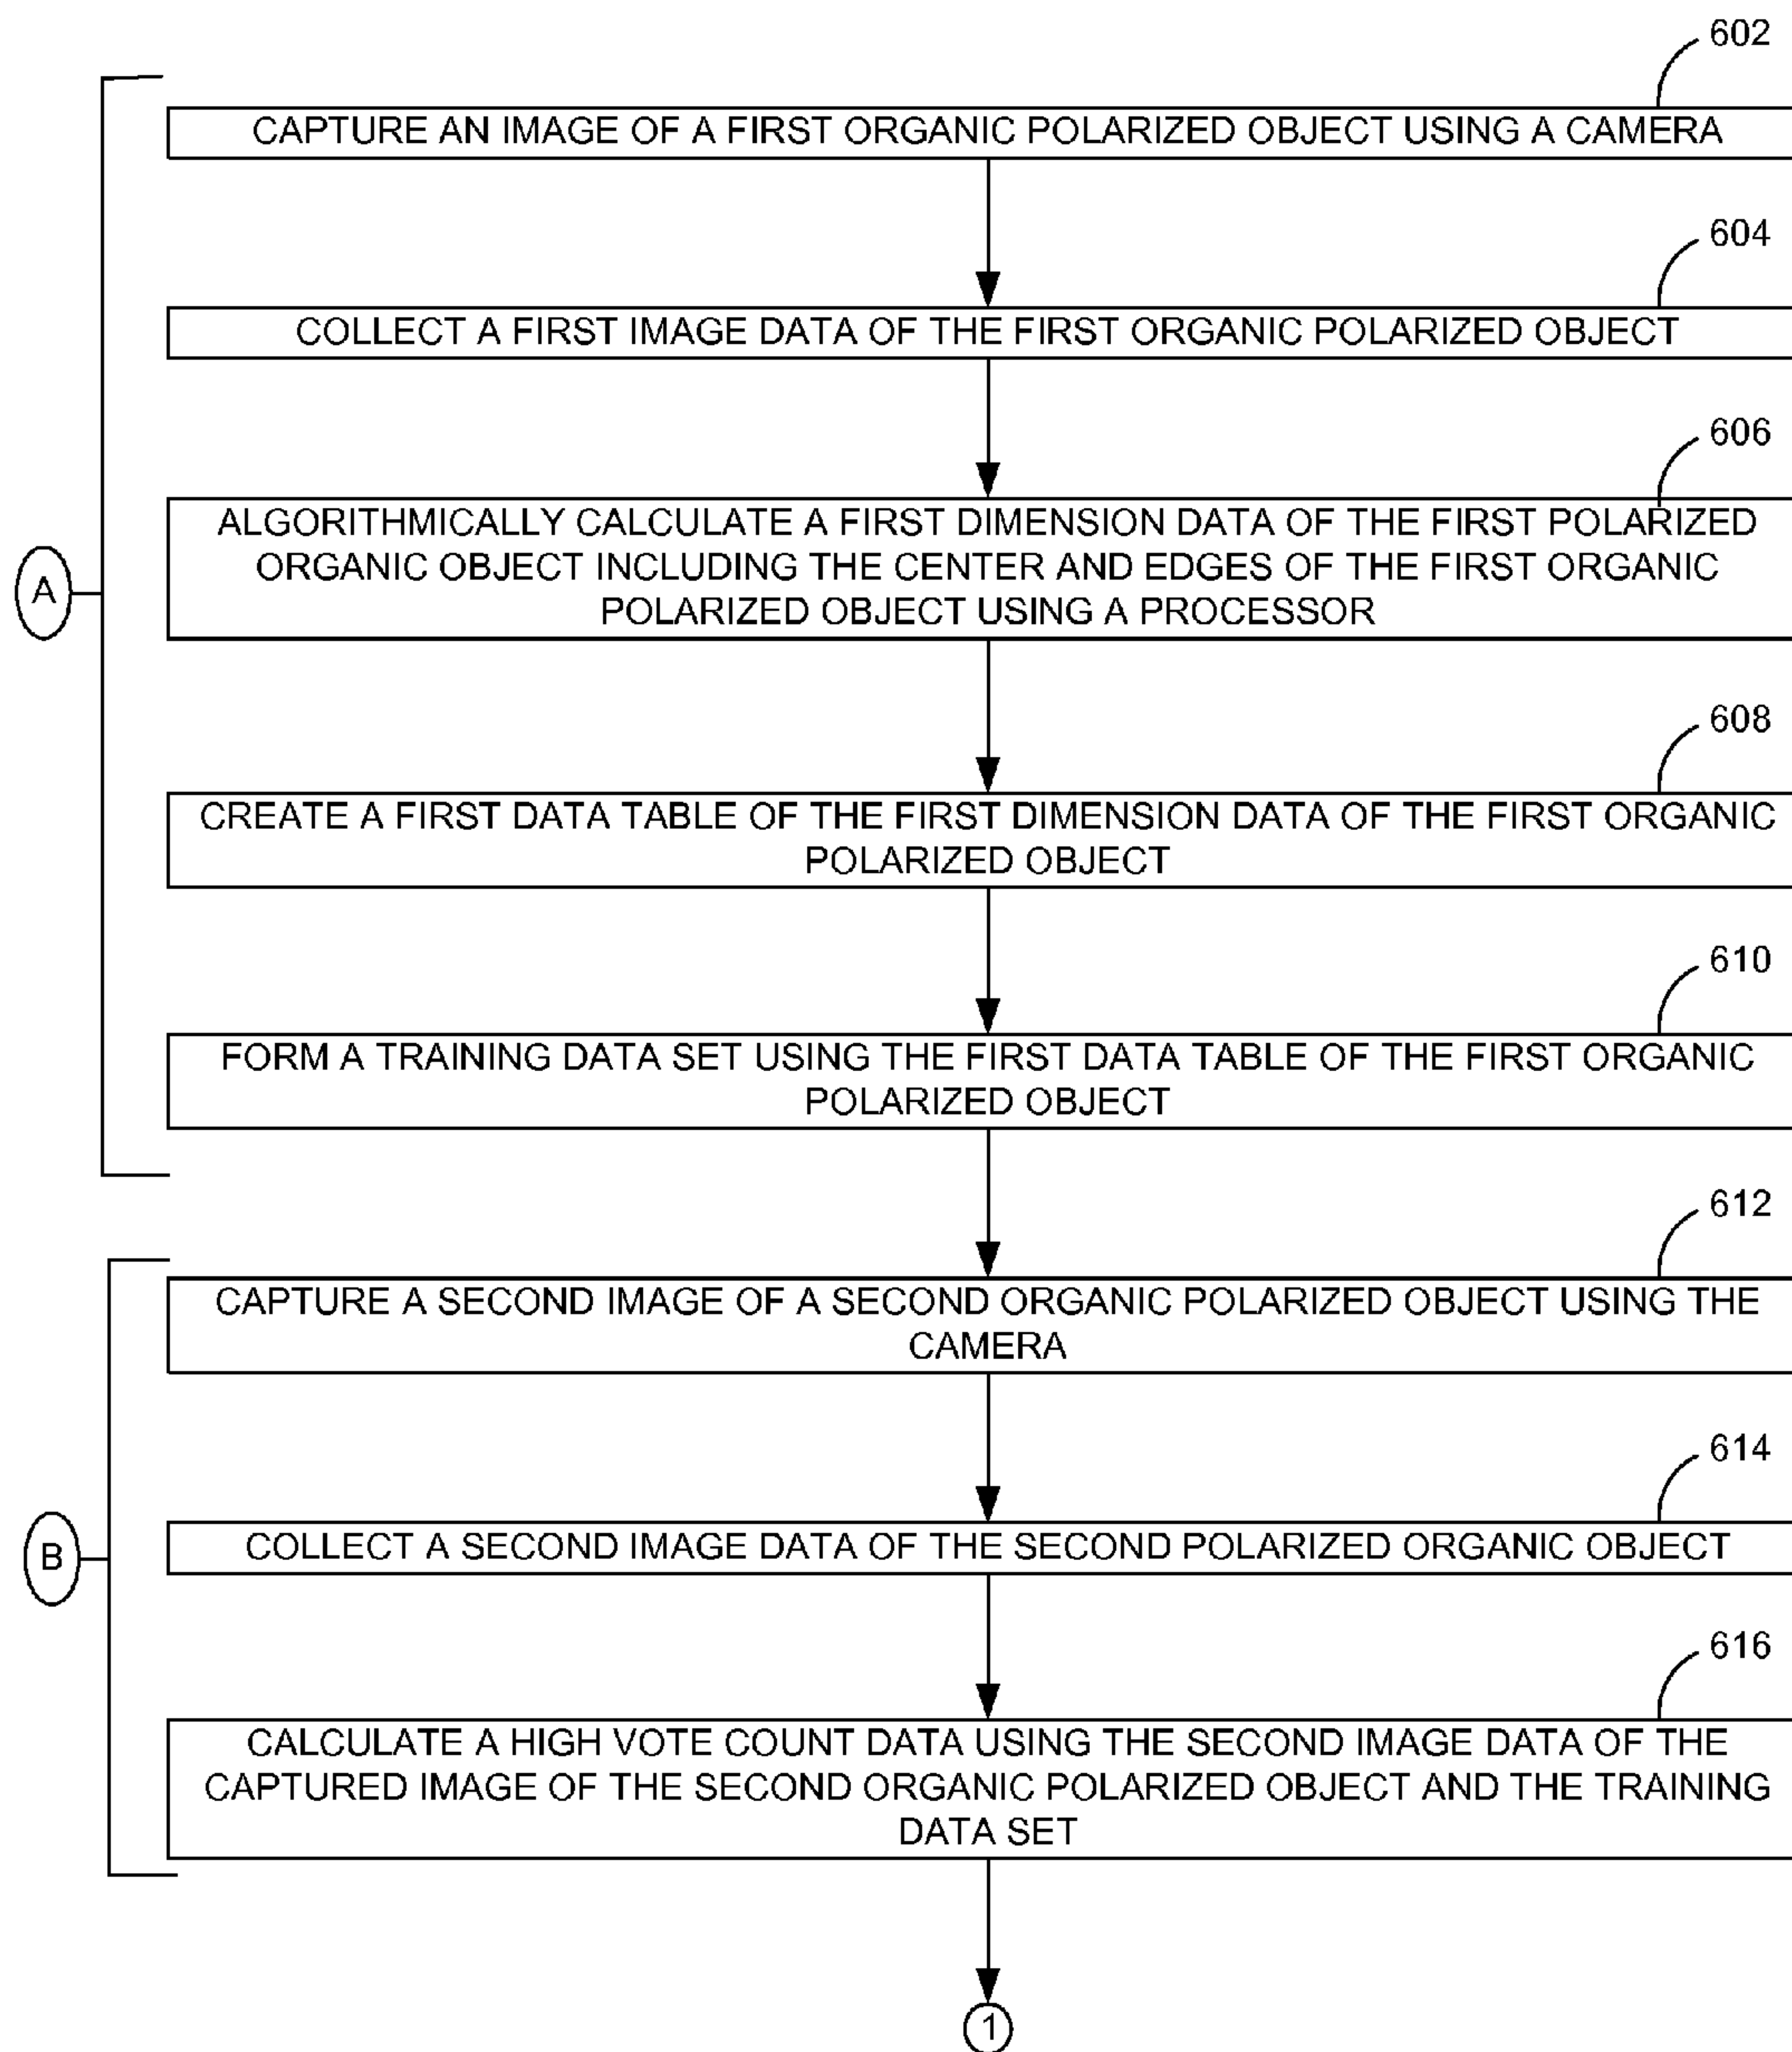 602
CAPTURE AN IMAGE OF A FIRST ORGANIC POLARIZED OBJECT USING A CAMERA
604
COLLECT A FIRST IMAGE DATA OF THE FIRST ORGANIC POLARIZED OBJECT
606
ALGORITHMICALLY CALCULATE A FIRST DIMENSION DATA OF THE FIRST POLARIZED
ORGANIC OBJECT INCLUDING THE CENTER AND EDGES OF THE FIRST ORGANIC
POLARIZED OBJECT USING A PROCESSOR
A
608
CREATE A FIRST DATA TABLE OF THE FIRST DIMENSION DATA OF THE FIRST ORGANIC
POLARIZED OBJECT
610
FORM A TRAINING DATA SET USING THE FIRST DATA TABLE OF THE FIRST ORGANIC
POLARIZED OBJECT
612
CAPTURE A SECOND IMAGE OF A SECOND ORGANIC POLARIZED OBJECT USING THE
CAMERA
614
COLLECT A SECOND IMAGE DATA OF THE SECOND POLARIZED ORGANIC OBJECT
B
616
CALCULATE A HIGH VOTE COUNT DATA USING THE SECOND IMAGE DATA OF THE
CAPTURED IMAGE OF THE SECOND ORGANIC POLARIZED OBJECT AND THE TRAINING
DATA SET
1